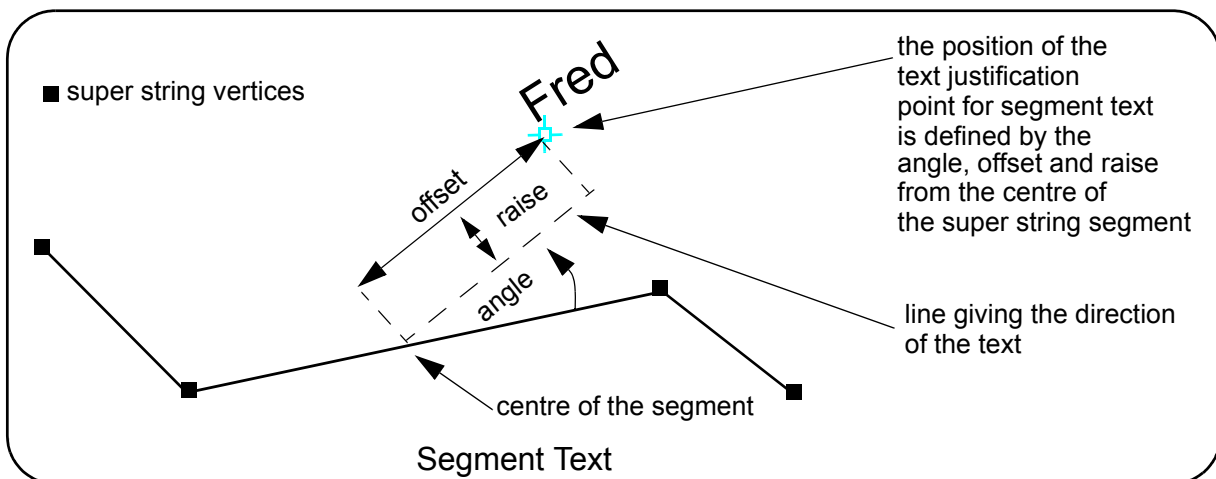 super string vertices
Fred
the position of the
text justification
point for segment text
is defined by the
angle, offset and raise
from the centre of
the super string segment
offset
raise
angle
line giving the direction
of the text
centre of the segment
Segment Text